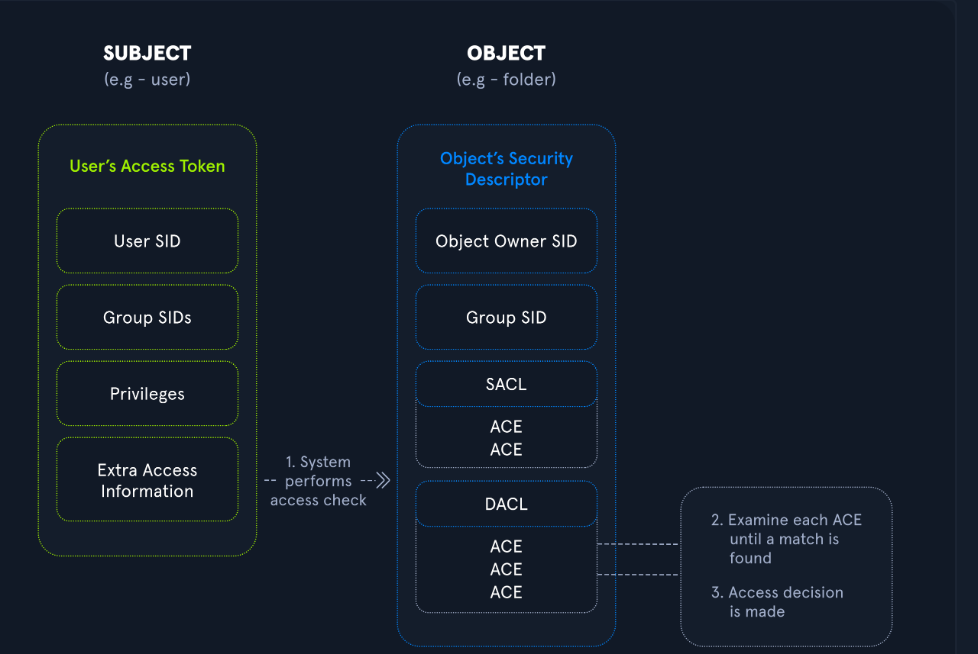 SUBJECT
(e.g - user)
User's Access Token
User SID
Group SIDs
Privileges
Extra Access
Information
1. System
performs
access check
OBJECT
(e.g - folder)
Object's Security
Descriptor
Object Owner SID
Group SID
SACL
ACE
ACE
DACL
ACE
ACE
ACE
2. Examine each ACE
until a match is
found
3. Access decision
is made